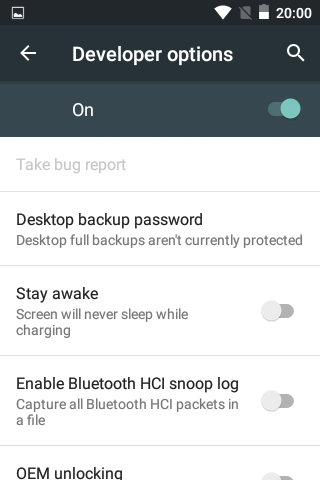 20:00
Developer options
On
Take bug report
Desktop backup password
Desktop full backups aren't currently protected
Stay awake
Screen will never sleep while
charging
Enable Bluetooth HCI snoop log
Capture all Bluetooth HCI packets in
a file
OEM unlocking